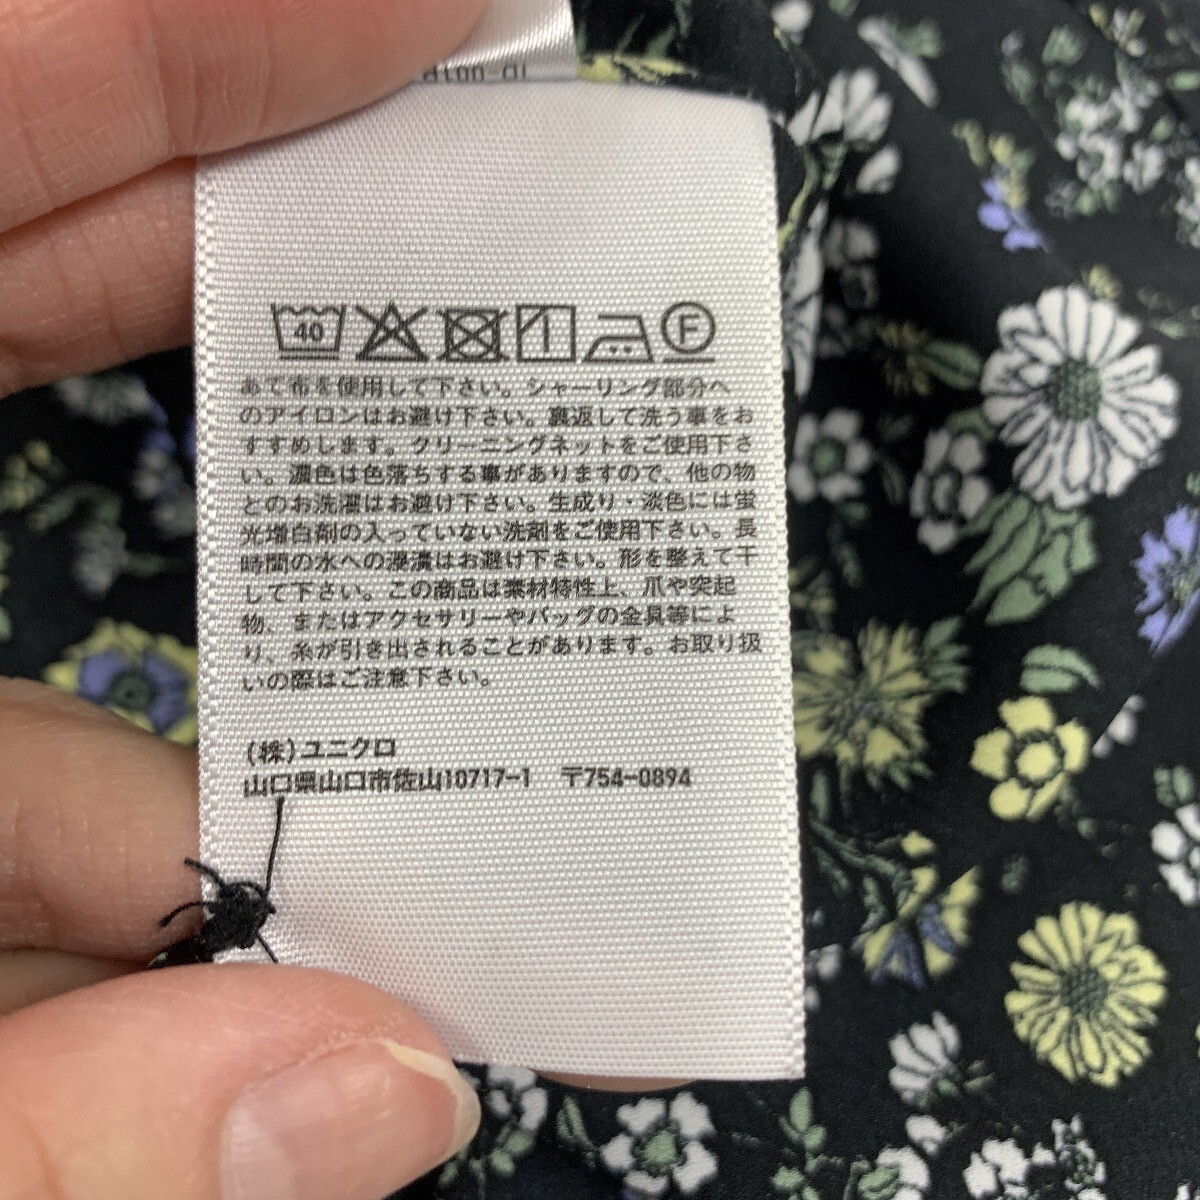 40 F
あて布を使用して下さい。シャーリング部分へ
のアイロンはお避け下さい。裏返して洗う事をお
すすめします。クリーニングネットをご使用下さ
い。濃色は色落ちする事がありますので、他の物
とのお洗濯はお避け下さい。生成り・淡色には蛍
光増白剤の入っていない洗剤をご使用下さい。長
時間の水への浸漬はお避け下さい。形を整えて干
して下さい。この商品は素材特性上、爪や突起
物、またはアクセサリーやバッグの金具等によ
り、糸が引き出されることがあります。お取り扱
いの際はご注意下さい。
(株)ユニクロ
山口県山口市佐山10717-1 〒754-0894